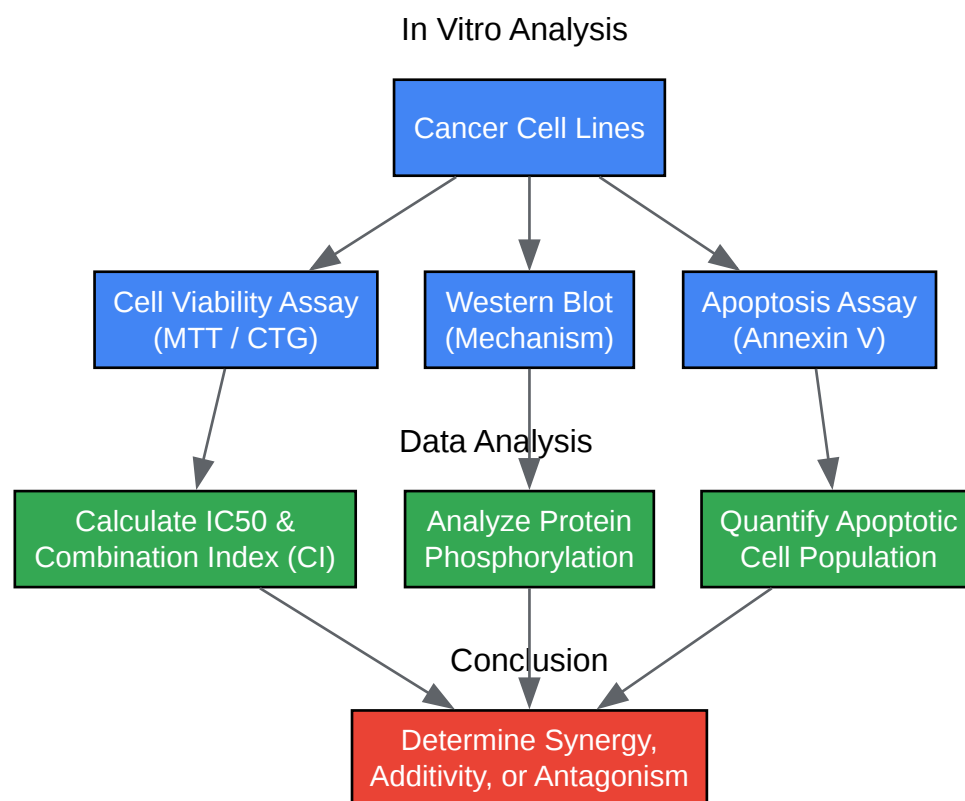 In Vitro Analysis
Cancer Cell Lines
Cell Viability Assay
(MTT / CTG)
Western Blot
(Mechanism)
Apoptosis Assay
(Annexin V)
Data Analysis
Calculate IC50 &
Combination Index (CI)
Analyze Protein
Phosphorylation
Quantify Apoptotic
Cell Population
Conclusion
Determine Synergy,
Additivity, or Antagonism